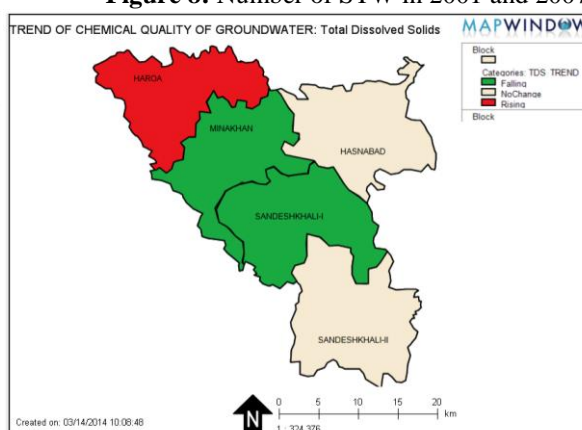 Figure 8: Number of STW in 2001 and 2007
TREND OF CHEMICAL QUALITY OF GROUNDWATER: Total Dissolved Solids
MAPWINDOW
Block
Categories: TDS_TREND
Falling
NoChange
Rising
Block
HAROA
MINAKHAN
HASNABAD
SANDESHKHALI-I
SANDESHKHALI-II
N
0 5 10 15 20
km
1 : 324,376
Created on: 03/14/2014 10:08:48